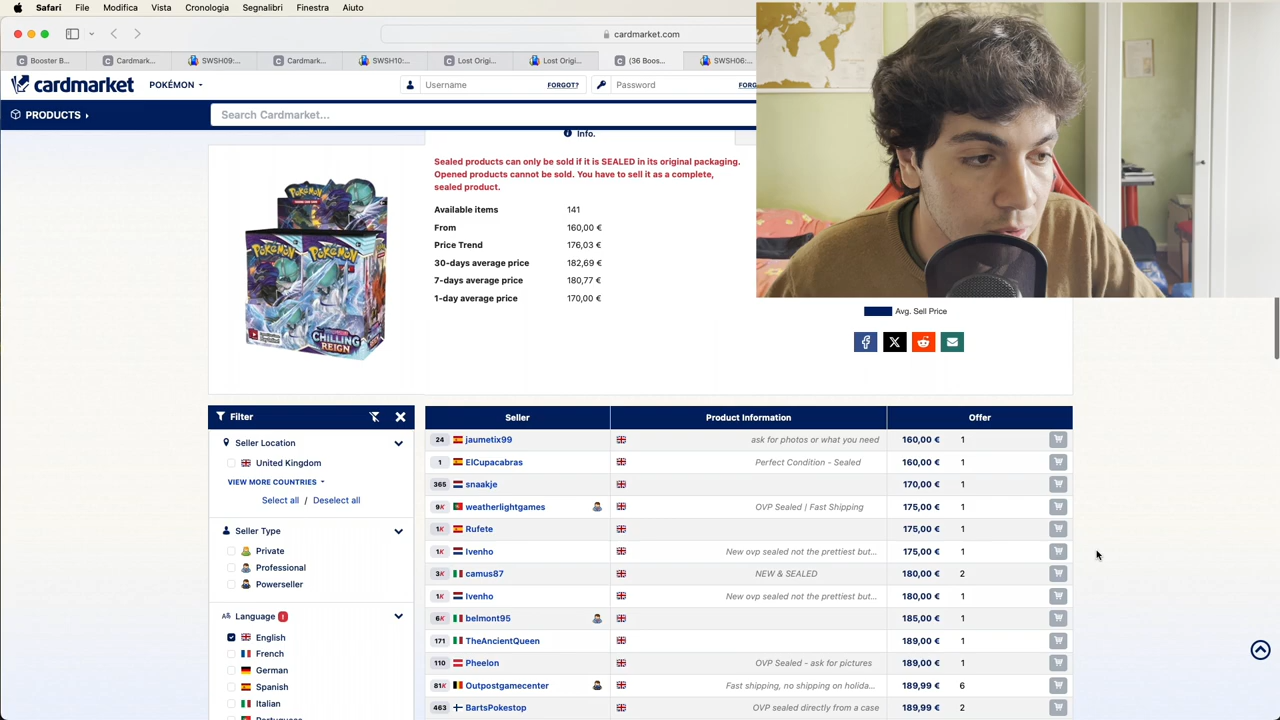 Safari File Modifica Vista Cronologia Segnalibri Finestra Aiuto
cardmarket.com
Booster B... Cardmark... SWSH09:... Cardmark... SWSH10:... Lost Origi... Lost Origi... (36 Boos... SWSH06:...
cardmarket POKÉMON Username FORGOT? Password FORG
PRODUCTS Search Cardmarket...
Info.
Sealed products can only be sold if it is SEALED in its original packaging.
Opened products cannot be sold. You have to sell it as a complete,
sealed product.
Available items 141
From 160,00 €
Price Trend 176,03 €
30-days average price 182,69 €
7-days average price 180,77 €
1-day average price 170,00 €
POKÉMON
POKÉMON POKÉMON
CHILLING
REIGN
Avg. Sell Price
Filter
Seller Location
United Kingdom
VIEW MORE COUNTRIES
Select all / Deselect all
Seller Type
Private
Professional
Powerseller
Language !
English
French
German
Spanish
Italian
Seller Product Information Offer
24 jaumetix99 ask for photos or what you need 160,00 € 1
1 ElCupacabras Perfect Condition - Sealed 160,00 € 1
365 snaakje 170,00 € 1
9K weatherlightgames OVP Sealed | Fast Shipping 175,00 € 1
1K Rufete 175,00 € 1
1K Ivenho New ovp sealed not the prettiest but... 175,00 € 1
3K camus87 NEW & SEALED 180,00 € 2
1K Ivenho New ovp sealed not the prettiest but... 180,00 € 1
6K belmont95 185,00 € 1
171 TheAncientQueen 189,00 € 1
110 Pheelon OVP Sealed - ask for pictures 189,00 € 1
81K Outpostgamecenter Fast shipping, no shipping on holida... 189,99 € 6
463 BartsPokestop OVP sealed directly from a case 189,99 € 2